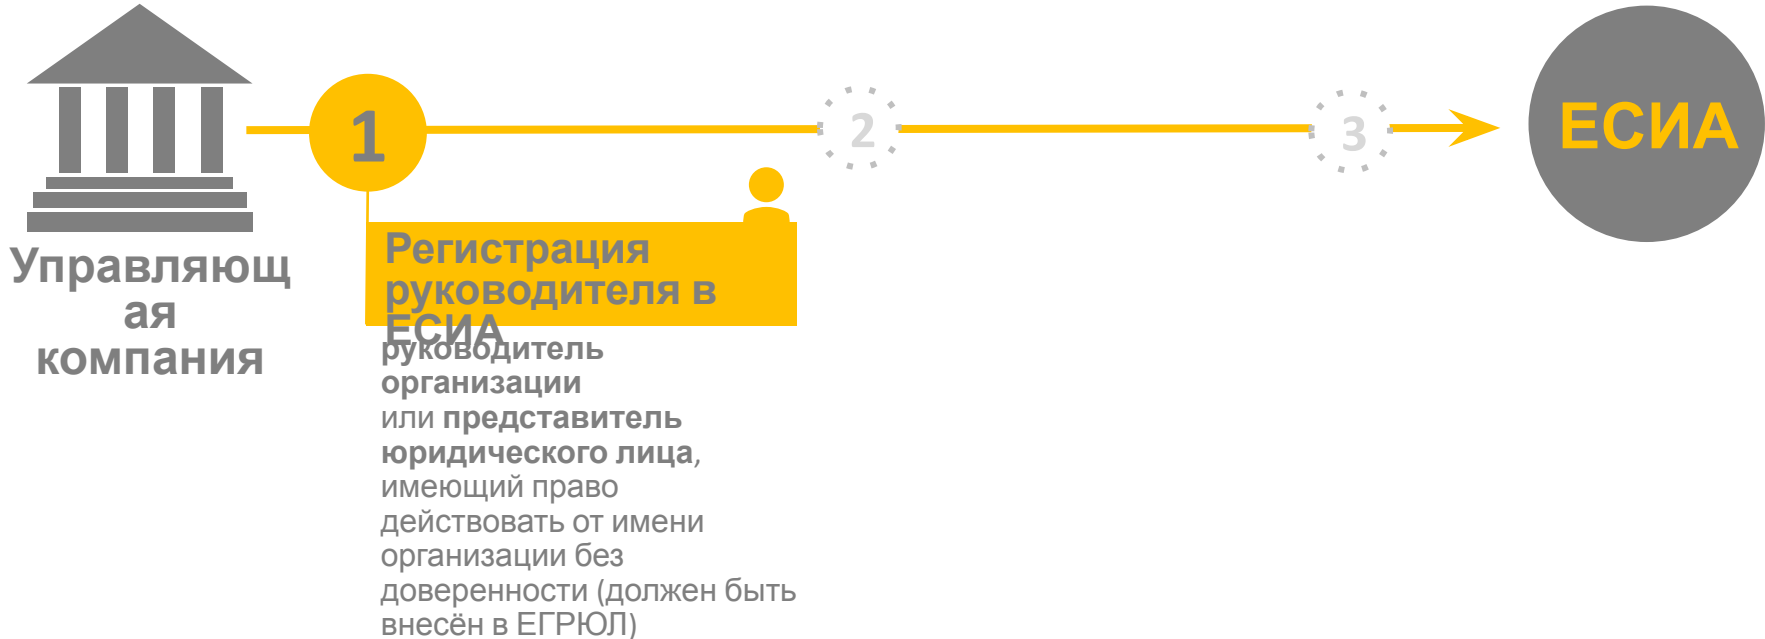 1
2
3
ЕСИА
Управляющ
ая
компания
Регистрация
руководителя в
ЕСИА
руководитель
организации
или представитель
юридического лица,
имеющий право
действовать от имени
организации без
доверенности (должен быть
внесён в ЕГРЮЛ)